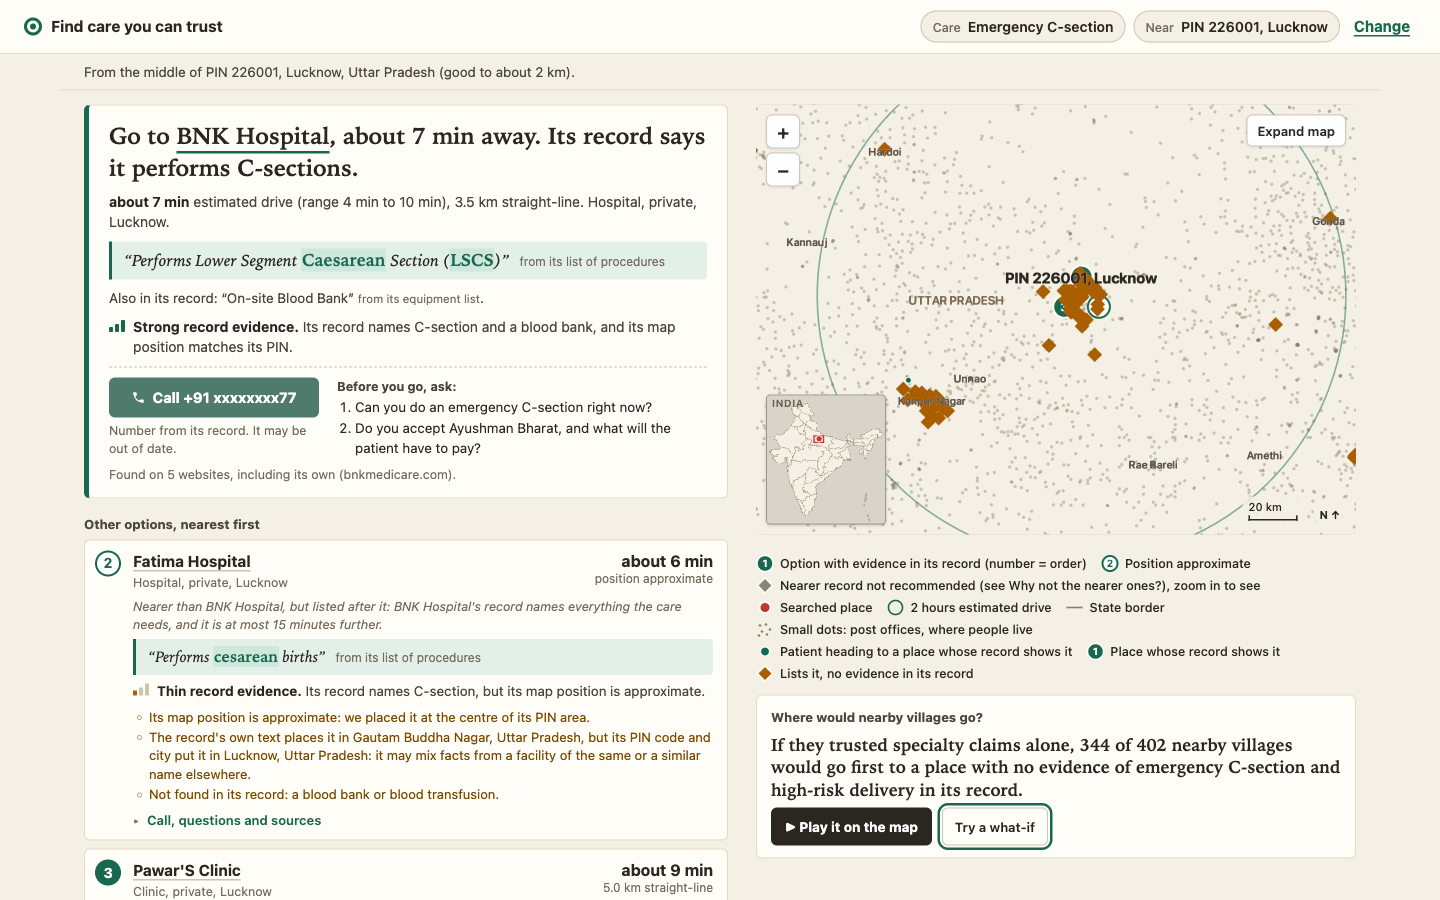 Find care you can trust
Care Emergency C-section
Near PIN 226001, Lucknow
Change
From the middle of PIN 226001, Lucknow, Uttar Pradesh (good to about 2 km).
Go to BNK Hospital, about 7 min away. Its record says
it performs C-sections.
about 7 min estimated drive (range 4 min to 10 min), 3.5 km straight-line. Hospital, private,
Lucknow.
“Performs Lower Segment Caesarean Section (LSCS)” from its list of procedures
Also in its record: “On-site Blood Bank” from its equipment list.
Strong record evidence. Its record names C-section and a blood bank, and its map
position matches its PIN.
Call +91 xxxxxxxx77
Number from its record. It may be
out of date.
Before you go, ask:
1. Can you do an emergency C-section right now?
2. Do you accept Ayushman Bharat, and what will the
patient have to pay?
Found on 5 websites, including its own (bnkmedicare.com).
Other options, nearest first
2
Fatima Hospital
about 6 min
Hospital, private, Lucknow
position approximate
Nearer than BNK Hospital, but listed after it: BNK Hospital's record names everything the care
needs, and it is at most 15 minutes further.
“Performs cesarean births” from its list of procedures
Thin record evidence. Its record names C-section, but its map position is approximate.
Its map position is approximate: we placed it at the centre of its PIN area.
The record's own text places it in Gautam Buddha Nagar, Uttar Pradesh, but its PIN code and
city put it in Lucknow, Uttar Pradesh: it may mix facts from a facility of the same or a similar
name elsewhere.
Not found in its record: a blood bank or blood transfusion.
Call, questions and sources
3
Pawar'S Clinic
about 9 min
Clinic, private, Lucknow
5.0 km straight-line
+
−
Expand map
Hardoi
Gonda
Kannauj
PIN 226001, Lucknow
UTTAR PRADESH
Unnao
Kanpur Nagar
INDIA
Rae Bareli
Amethi
20 km
N ↑
1 Option with evidence in its record (number = order)
2 Position approximate
Nearer record not recommended (see Why not the nearer ones?), zoom in to see
Searched place
2 hours estimated drive
State border
Small dots: post offices, where people live
Patient heading to a place whose record shows it
1 Place whose record shows it
Lists it, no evidence in its record
Where would nearby villages go?
If they trusted specialty claims alone, 344 of 402 nearby villages
would go first to a place with no evidence of emergency C-section and
high-risk delivery in its record.
Play it on the map
Try a what-if